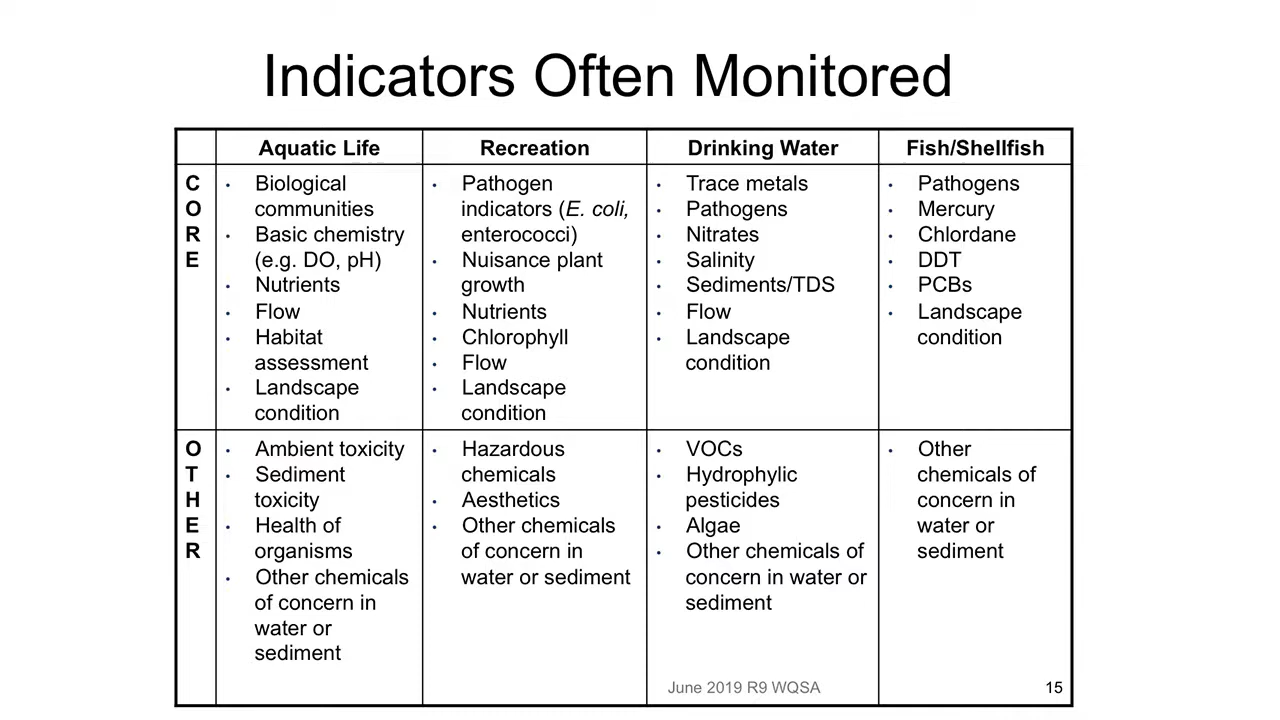 Indicators Often Monitored
Aquatic Life
Recreation
Drinking Water
Fish/Shellfish
C
O
R
E
• Biological
communities
• Basic chemistry
(e.g. DO, pH)
• Nutrients
• Flow
• Habitat
assessment
• Landscape
condition
• Pathogen
indicators (E. coli,
enterococci)
• Nuisance plant
growth
• Nutrients
• Chlorophyll
• Flow
• Landscape
condition
• Trace metals
• Pathogens
• Nitrates
• Salinity
• Sediments/TDS
• Flow
• Landscape
condition
• Pathogens
• Mercury
• Chlordane
• DDT
• PCBs
• Landscape
condition
O
T
H
E
R
• Ambient toxicity
• Sediment
toxicity
• Health of
organisms
• Other chemicals
of concern in
water or
sediment
• Hazardous
chemicals
• Aesthetics
• Other chemicals
of concern in
water or sediment
• VOCs
• Hydrophylic
pesticides
• Algae
• Other chemicals of
concern in water or
sediment
• Other
chemicals of
concern in
water or
sediment
June 2019 R9 WQSA
15